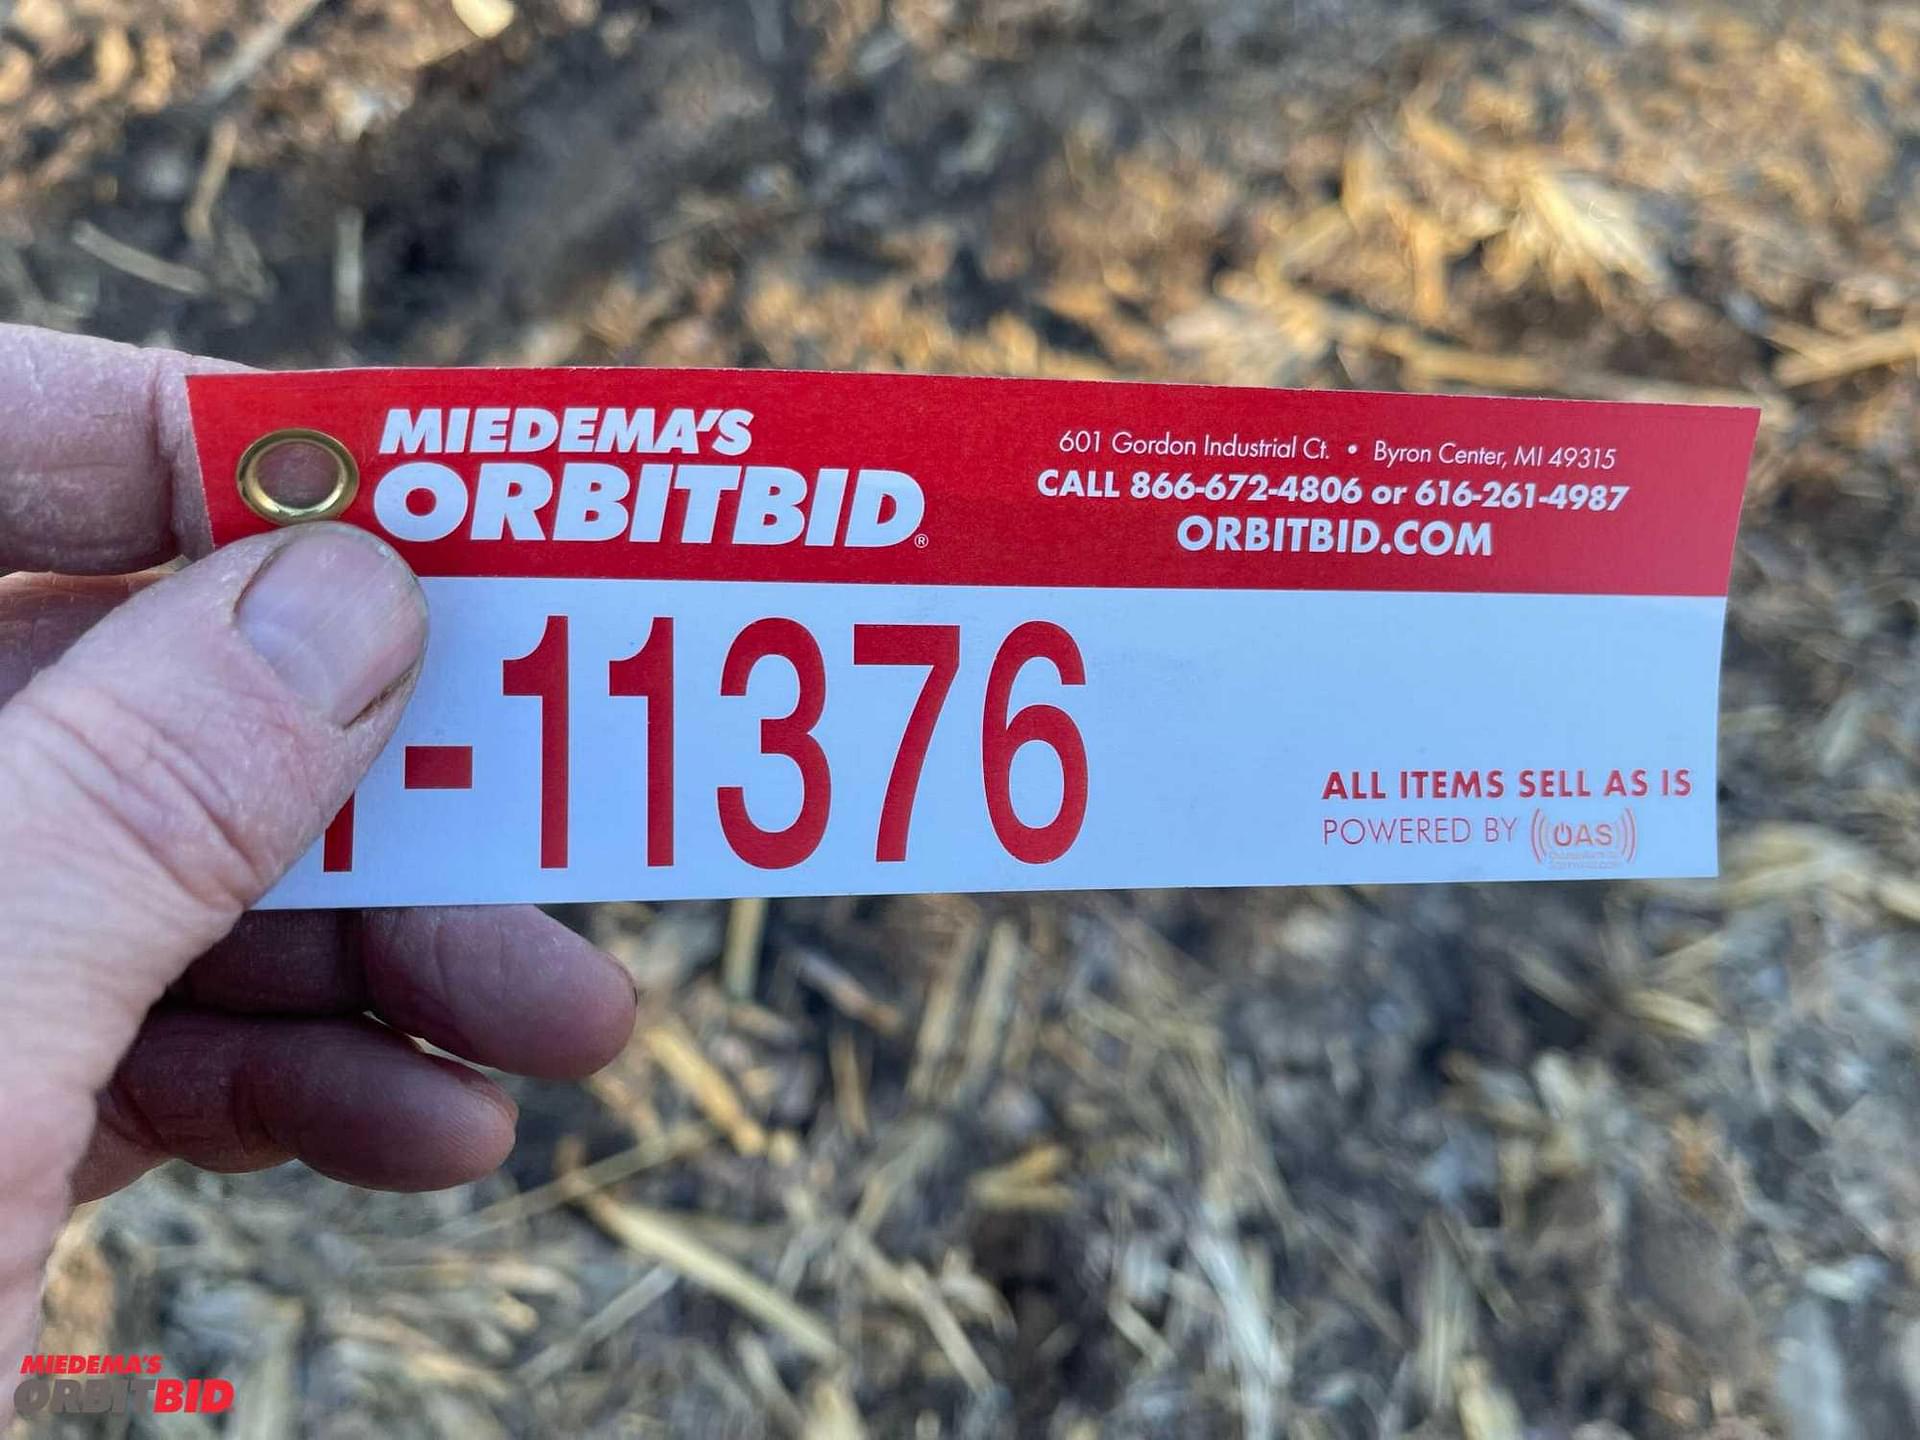 MIEDEMA'S
ORBITBID®
601 Gordon Industrial Ct. • Byron Center, MI 49315
CALL 866-672-4806 or 616-261-4987
ORBITBID.COM
-11376
ALL ITEMS SELL AS IS
POWERED BY OAS
MIEDEMA'S
ORBITBID